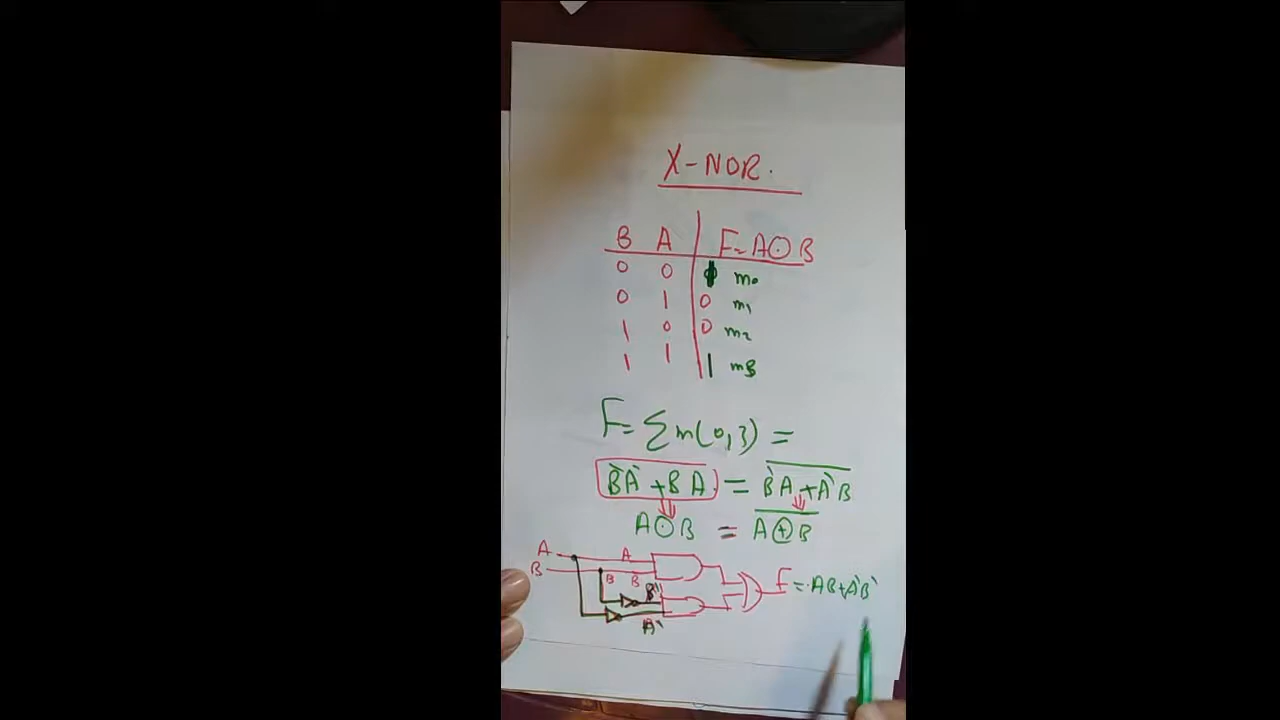 X-NOR.
B A F=A⊙B
0 0 1 m0
0 1 0 m1
1 0 0 m2
1 1 1 m3
F=Σm(0,3)=
B`A`+BA = B`A+A`B
A⊙B = A⊕B
A A
B B B
B`
A`
F=AB+A`B`